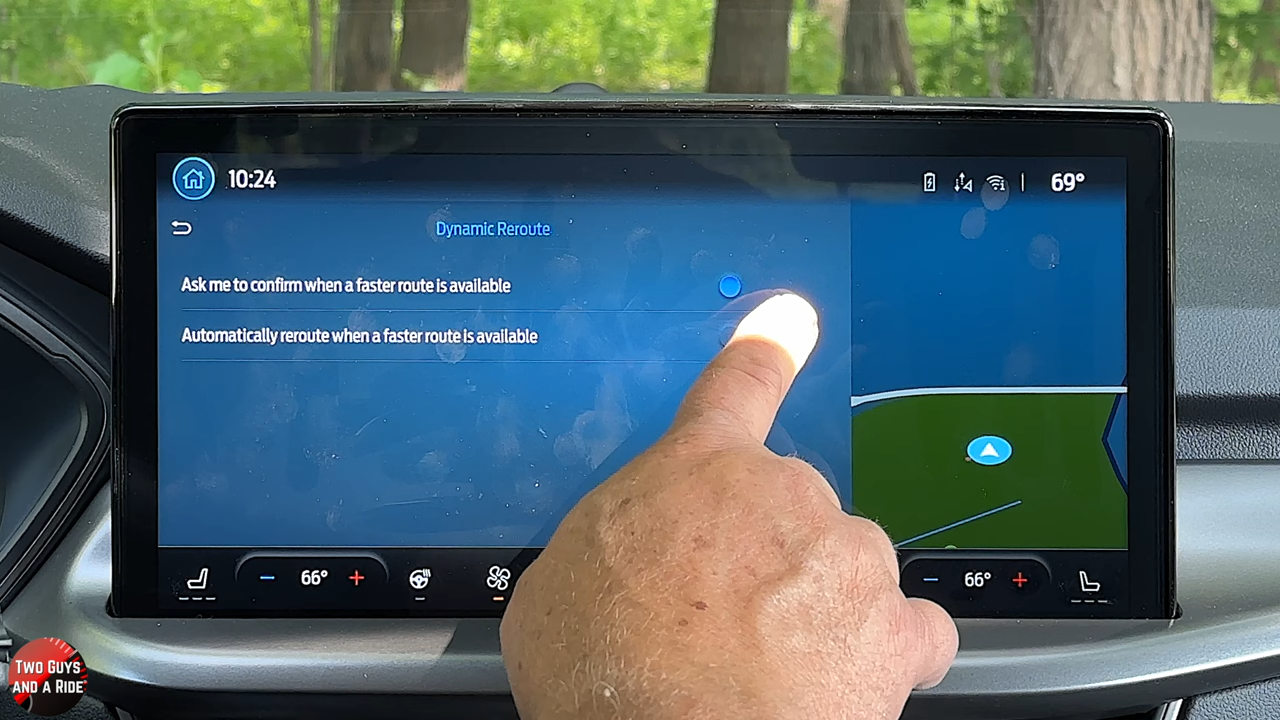 10:24
69°
Dynamic Reroute
Ask me to confirm when a faster route is available
Automatically reroute when a faster route is available
− 66° +
− 66° +
TWO GUYS
AND A RIDE